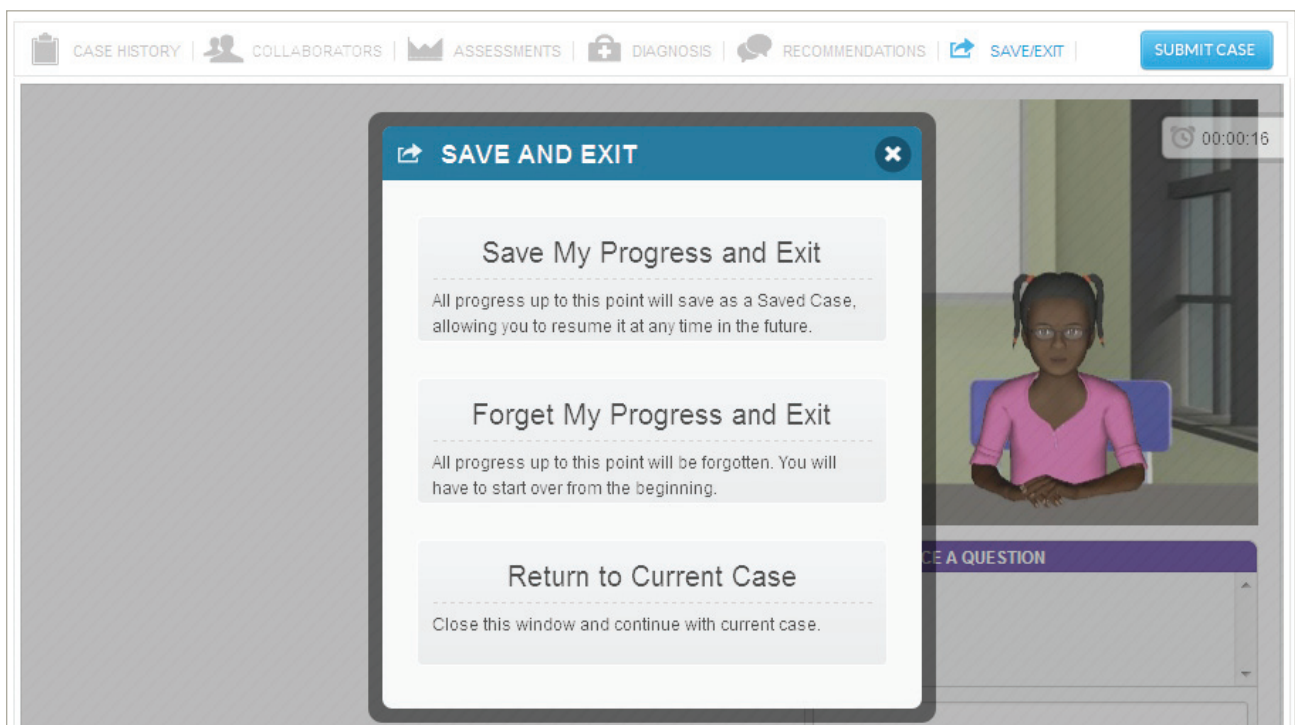 CASE HISTORY | COLLABORATORS | ASSESSMENTS | DIAGNOSIS | RECOMMENDATIONS | SAVE/EXIT | SUBMIT CASE
00:00:16
SAVE AND EXIT
Save My Progress and Exit
All progress up to this point will save as a Saved Case,
allowing you to resume it at any time in the future.
Forget My Progress and Exit
All progress up to this point will be forgotten. You will
have to start over from the beginning.
Return to Current Case
Close this window and continue with current case.
A QUESTION